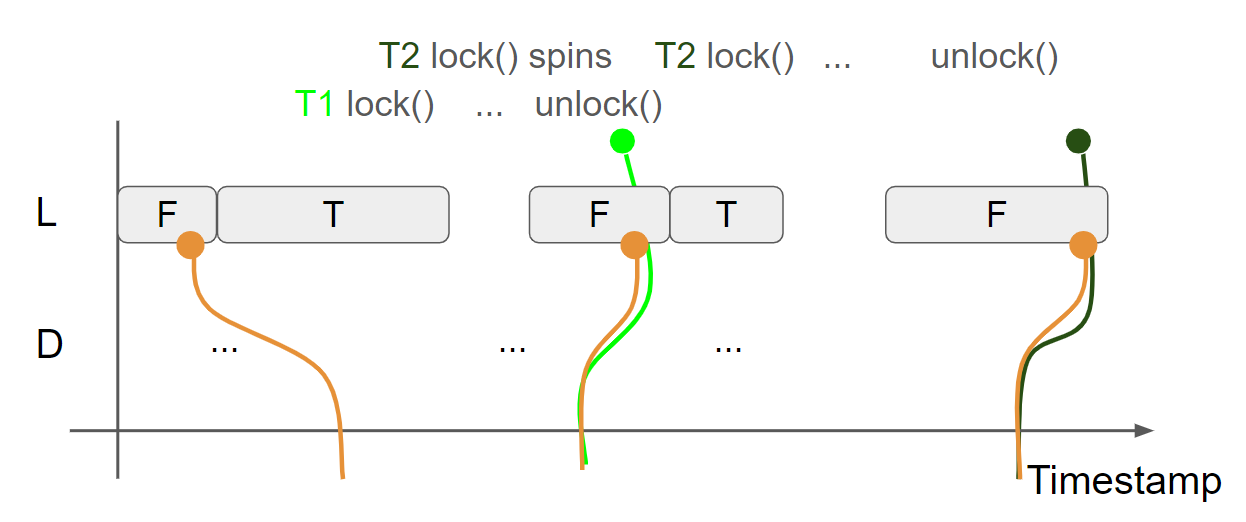 T2 lock() spins T2 lock() ... unlock()
T1 lock() ... unlock()
L F T F T F
D ... ... ...
Timestamp